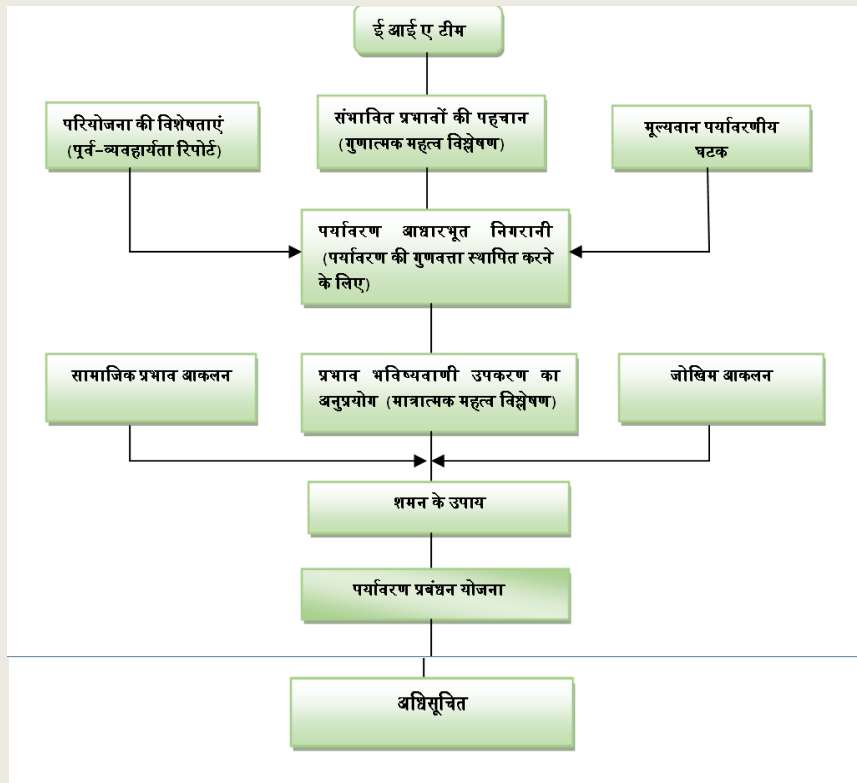 ई आई ए टीम
परियोजना की विशेषताएं
(पूर्व-व्यवहार्यता रिपोर्ट)
संभावित प्रभावों की पहचान
(गुणात्मक महत्व विश्लेषण)
मूल्यवान पर्यावरणीय
घटक
पर्यावरण आधारभूत निगरानी
(पर्यावरण की गुणवत्ता स्थापित करने
के लिए)
सामाजिक प्रभाव आकलन
प्रभाव भविष्यवाणी उपकरण का
अनुप्रयोग (मात्रात्मक महत्व विश्लेषण)
जोखिम आकलन
शमन के उपाय
पर्यावरण प्रबंधन योजना
अधिसूचित